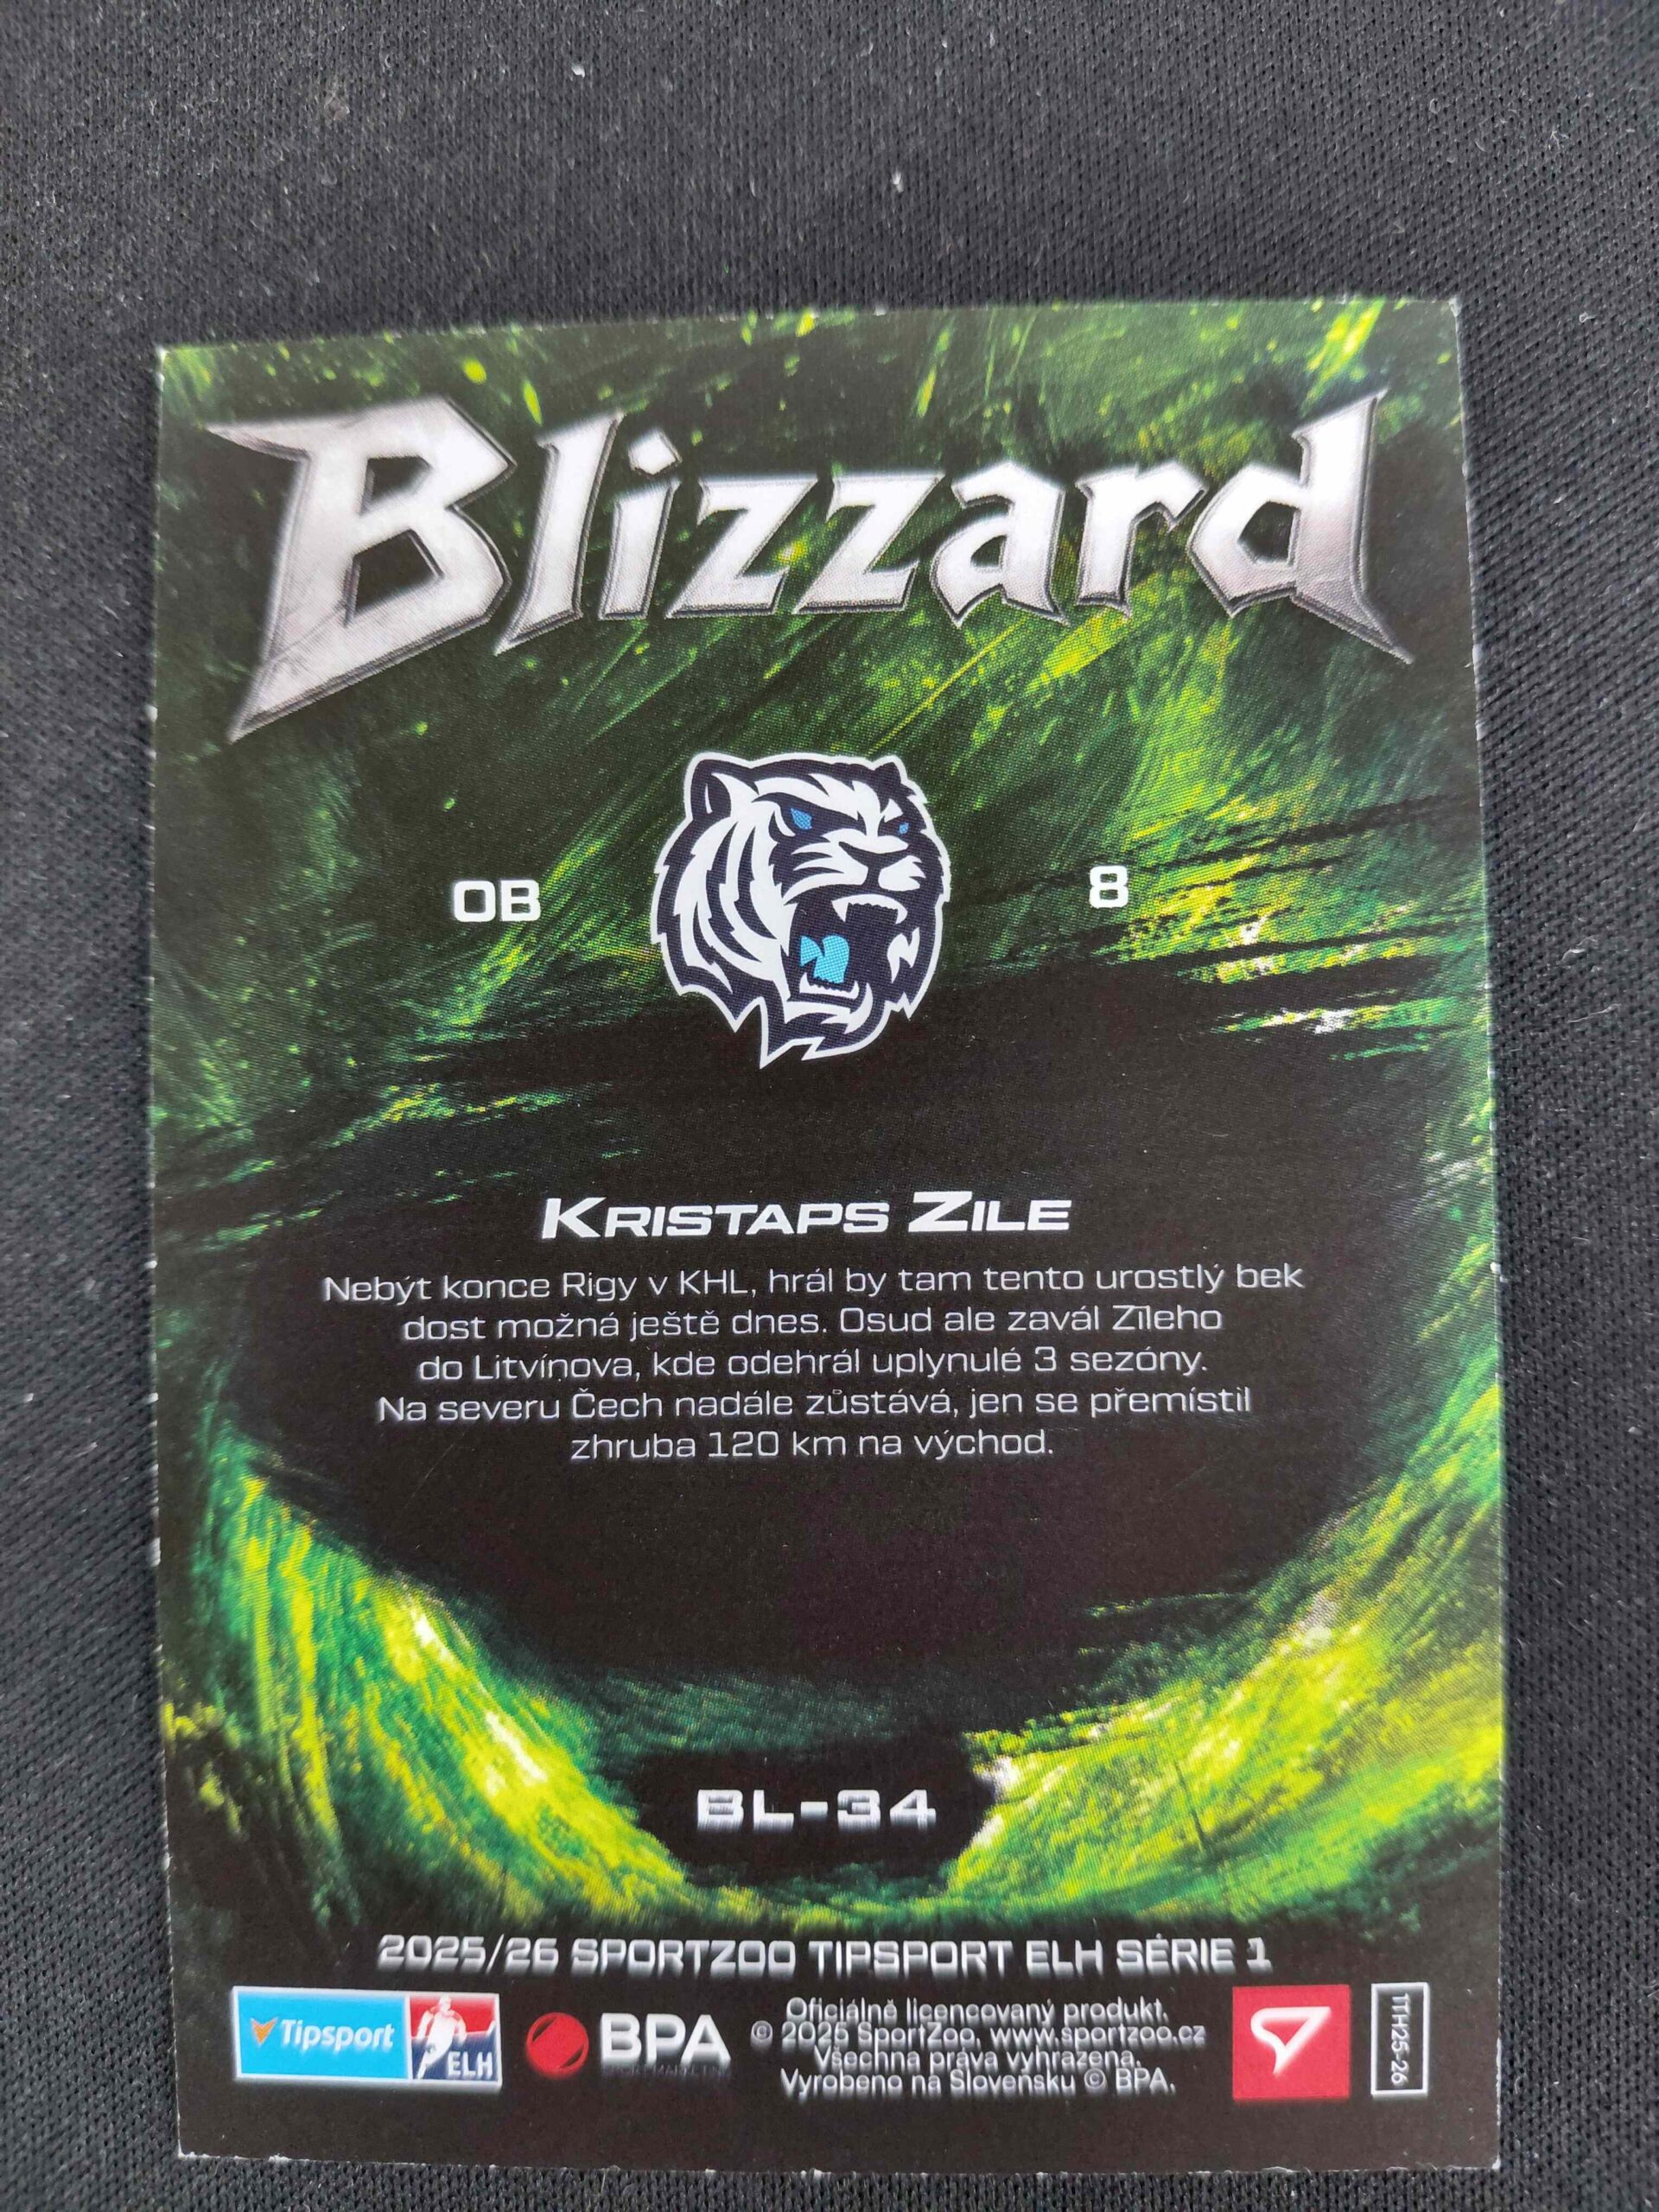 Blizzard
OB
8
KRISTAPS ZILE
Nebýt konce Rigy v KHL, hrál by tam tento urostlý bek
dost možná ještě dnes. Osud ale zavál Zīleho
do Litvínova, kde odehrál uplynulé 3 sezóny.
Na severu Čech nadále zůstává, jen se přemístil
zhruba 120 km na východ.
BL-34
2025/26 SPORTZOO TIPSPORT ELH SÉRIE 1
Tipsport
ELH
BPA
Oficiálně licencovaný produkt.
© 2025 SportZoo, www.sportzoo.cz
Všechna práva vyhrazena.
Vyrobeno na Slovensku © BPA.
1TH25-26